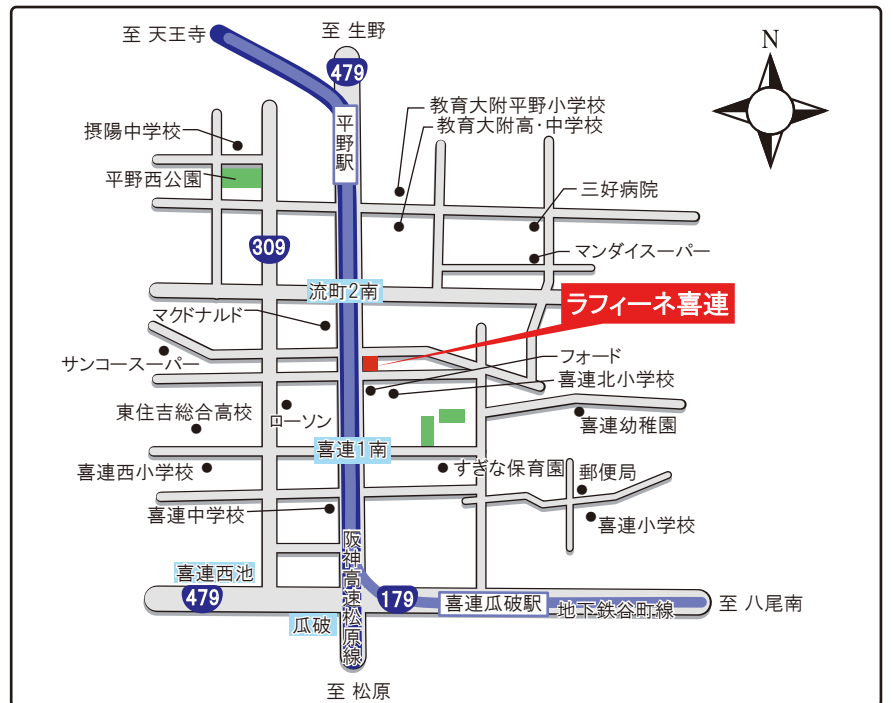 至 天王寺
至 生野
N
479
教育大附平野小学校
教育大附高・中学校
摂陽中学校
平野駅
平野西公園
三好病院
309
マンダイスーパー
流町2南
ラフィーネ喜連
マクドナルド
サンコースーパー
フォード
喜連北小学校
東住吉総合高校
ローソン
喜連幼稚園
喜連1南
喜連西小学校
すぎな保育園
郵便局
喜連中学校
喜連小学校
阪神高速松原線
喜連西池
479
179
喜連瓜破駅
地下鉄谷町線
至 八尾南
瓜破
至 松原